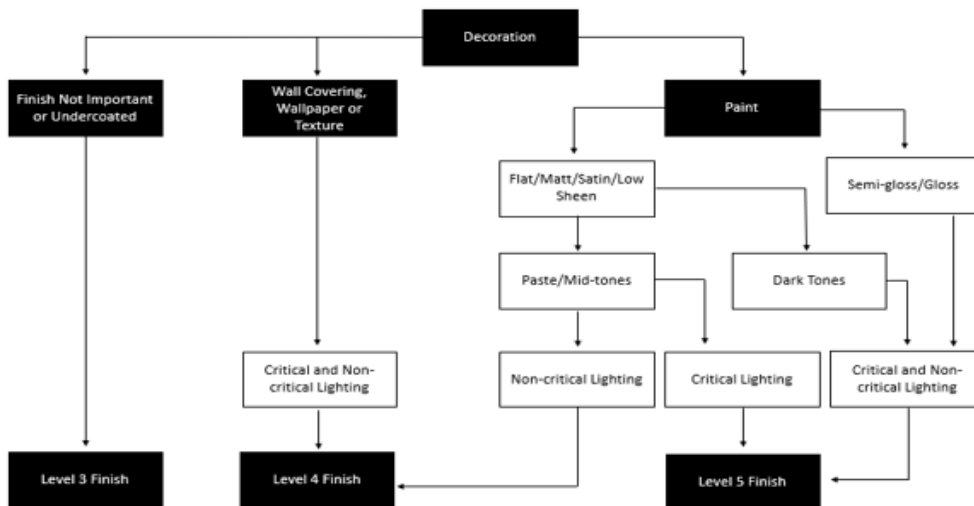 Decoration
Finish Not Important
or Undercoated
Wall Covering,
Wallpaper or
Texture
Paint
Flat/Matt/Satin/Low
Sheen
Semi-gloss/Gloss
Paste/Mid-tones
Dark Tones
Critical and Non-
critical Lighting
Non-critical Lighting
Critical Lighting
Critical and Non-
critical Lighting
Level 3 Finish
Level 4 Finish
Level 5 Finish